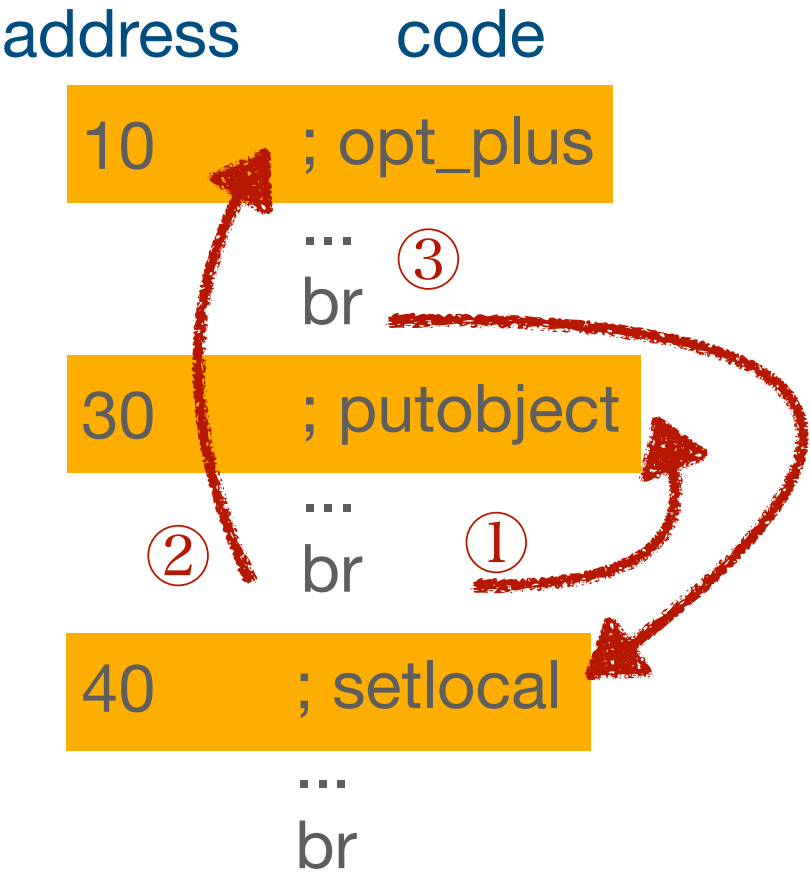 address code
10 ; opt_plus
...
③
br
30 ; putobject
...
② br ①
40 ; setlocal
...
br